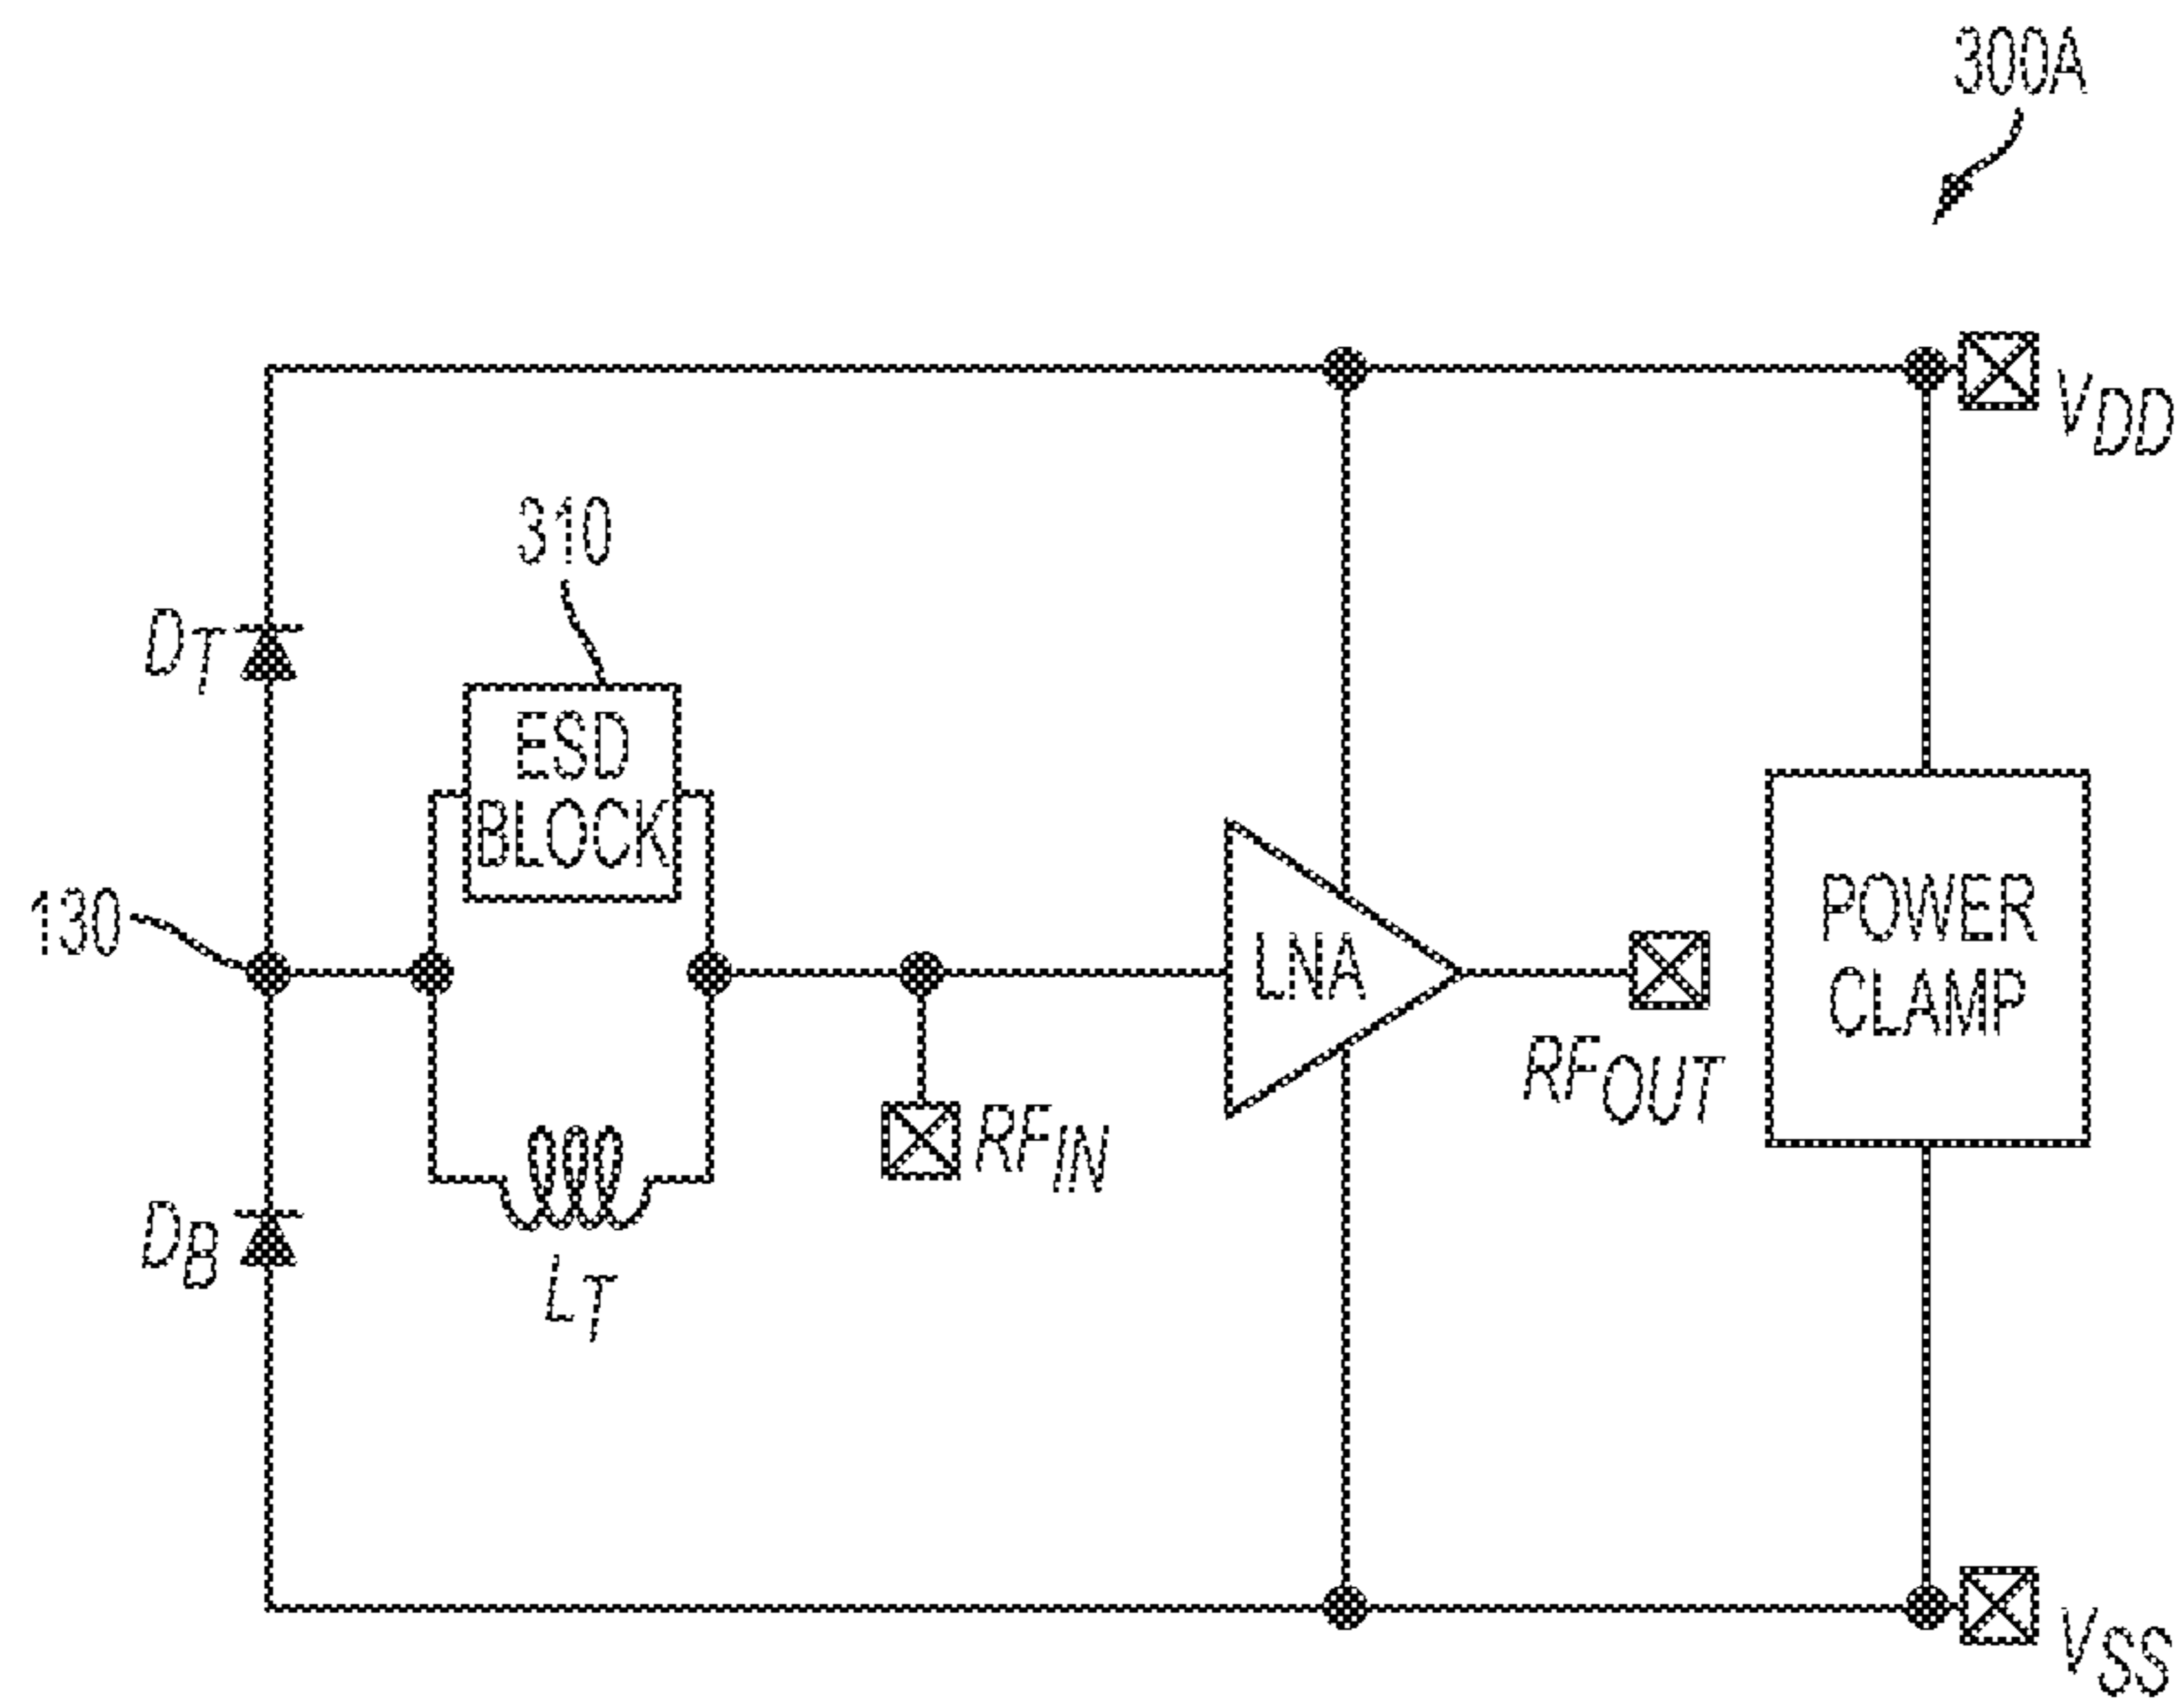 300A
VDD
310
DT
ESD
BLOCK
130
LNA
POWER
CLAMP
RFOUT
RFIN
DB
LT
VSS